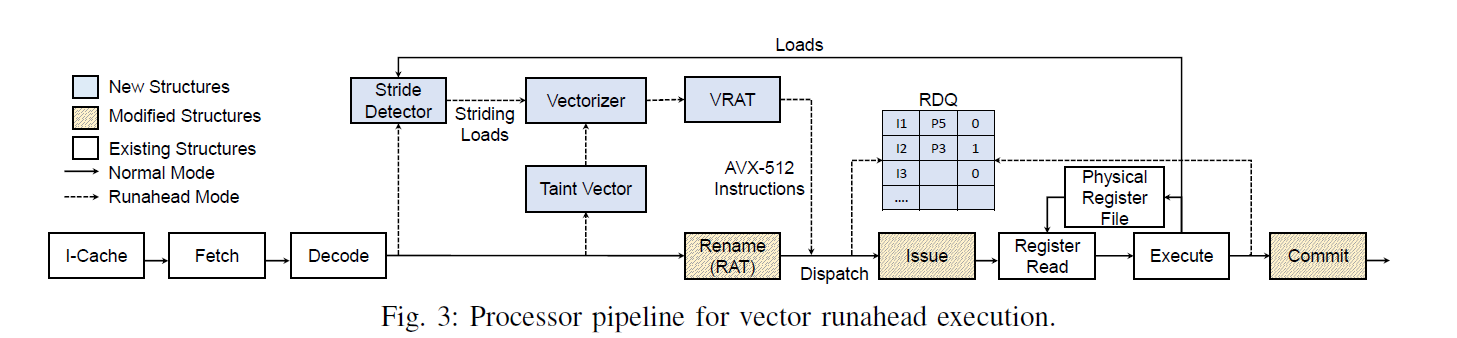 Loads
New Structures
Modified Structures
Existing Structures
Normal Mode
Runahead Mode
Stride
Detector
Striding
Loads
Vectorizer
VRAT
Taint Vector
AVX-512
Instructions
RDQ
I1 P5 0
I2 P3 1
I3 0
....
Physical
Register
File
I-Cache
Fetch
Decode
Rename
(RAT)
Dispatch
Issue
Register
Read
Execute
Commit
Fig. 3: Processor pipeline for vector runahead execution.